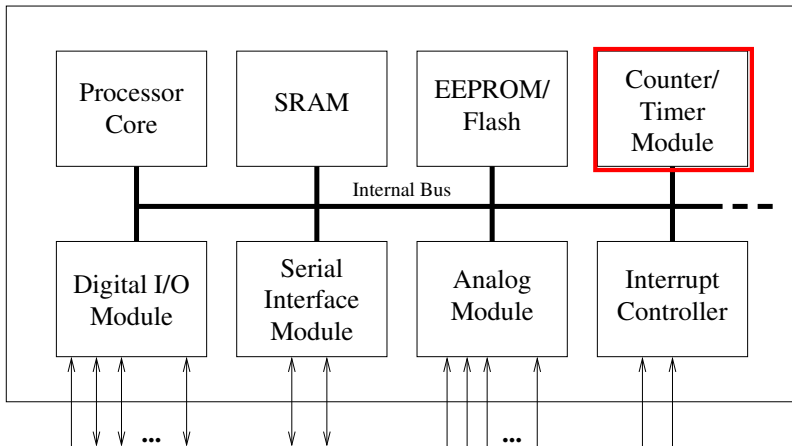 Processor
Core
SRAM
EEPROM/
Flash
Counter/
Timer
Module
Internal Bus
Digital I/O
Module
Serial
Interface
Module
Analog
Module
Interrupt
Controller
...
...